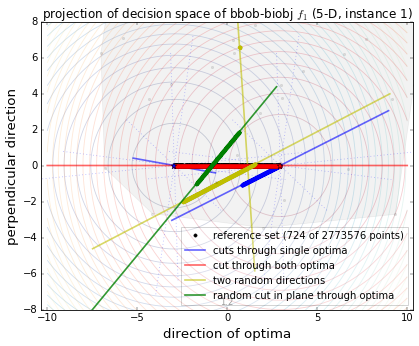 projection of decision space of bbob-biobj f₁ (5-D, instance 1)
perpendicular direction
8
6
4
2
0
−2
−4
−6
−8
reference set (724 of 2773576 points)
cuts through single optima
cut through both optima
two random directions
random cut in plane through optima
−10
−5
0
5
10
direction of optima